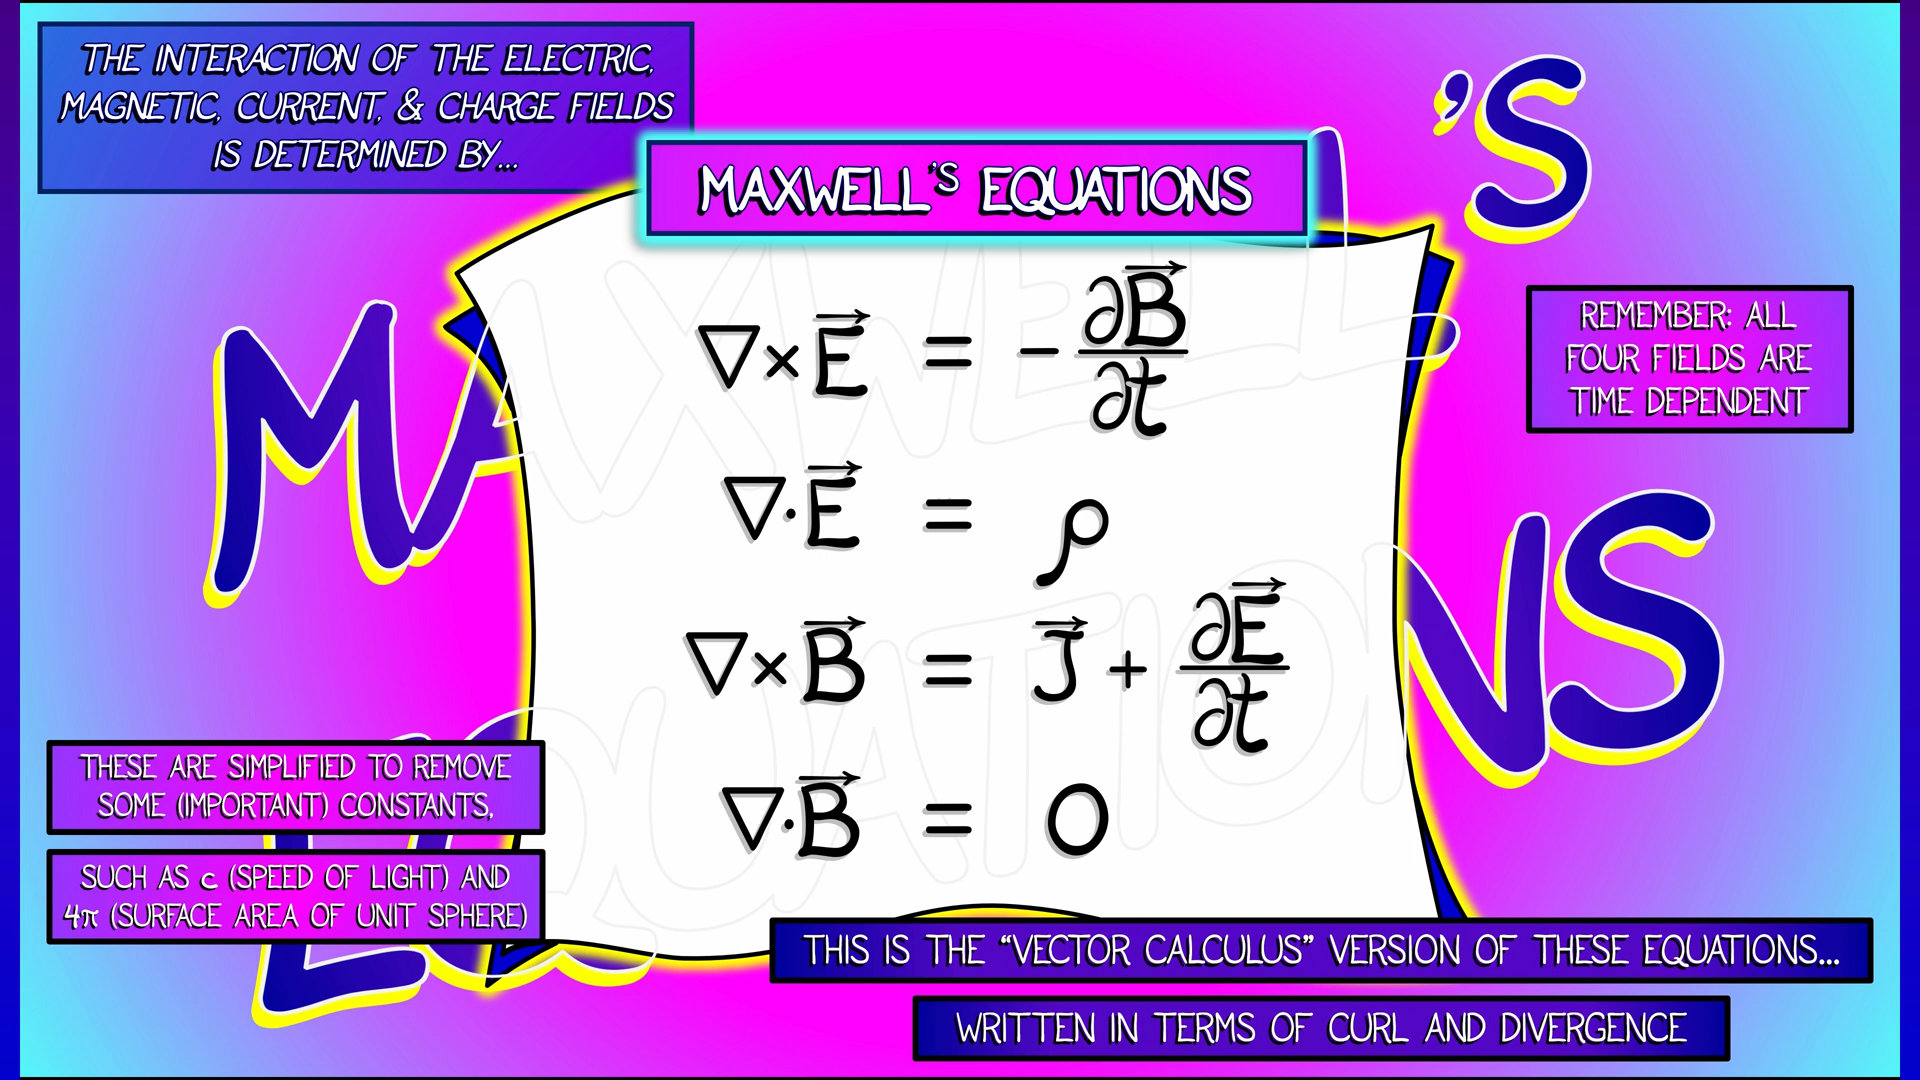 THE INTERACTION OF THE ELECTRIC,
MAGNETIC, CURRENT, & CHARGE FIELDS
IS DETERMINED BY...
MAXWELL'S EQUATIONS
MAXWELL'S
EQUATIONS
∇×E⃗ = −∂B⃗/∂t
∇·E⃗ = ρ
∇×B⃗ = J⃗ + ∂E⃗/∂t
∇·B⃗ = 0
REMEMBER: ALL
FOUR FIELDS ARE
TIME DEPENDENT
THESE ARE SIMPLIFIED TO REMOVE
SOME (IMPORTANT) CONSTANTS,
SUCH AS c (SPEED OF LIGHT) AND
4π (SURFACE AREA OF UNIT SPHERE)
THIS IS THE “VECTOR CALCULUS” VERSION OF THESE EQUATIONS...
WRITTEN IN TERMS OF CURL AND DIVERGENCE